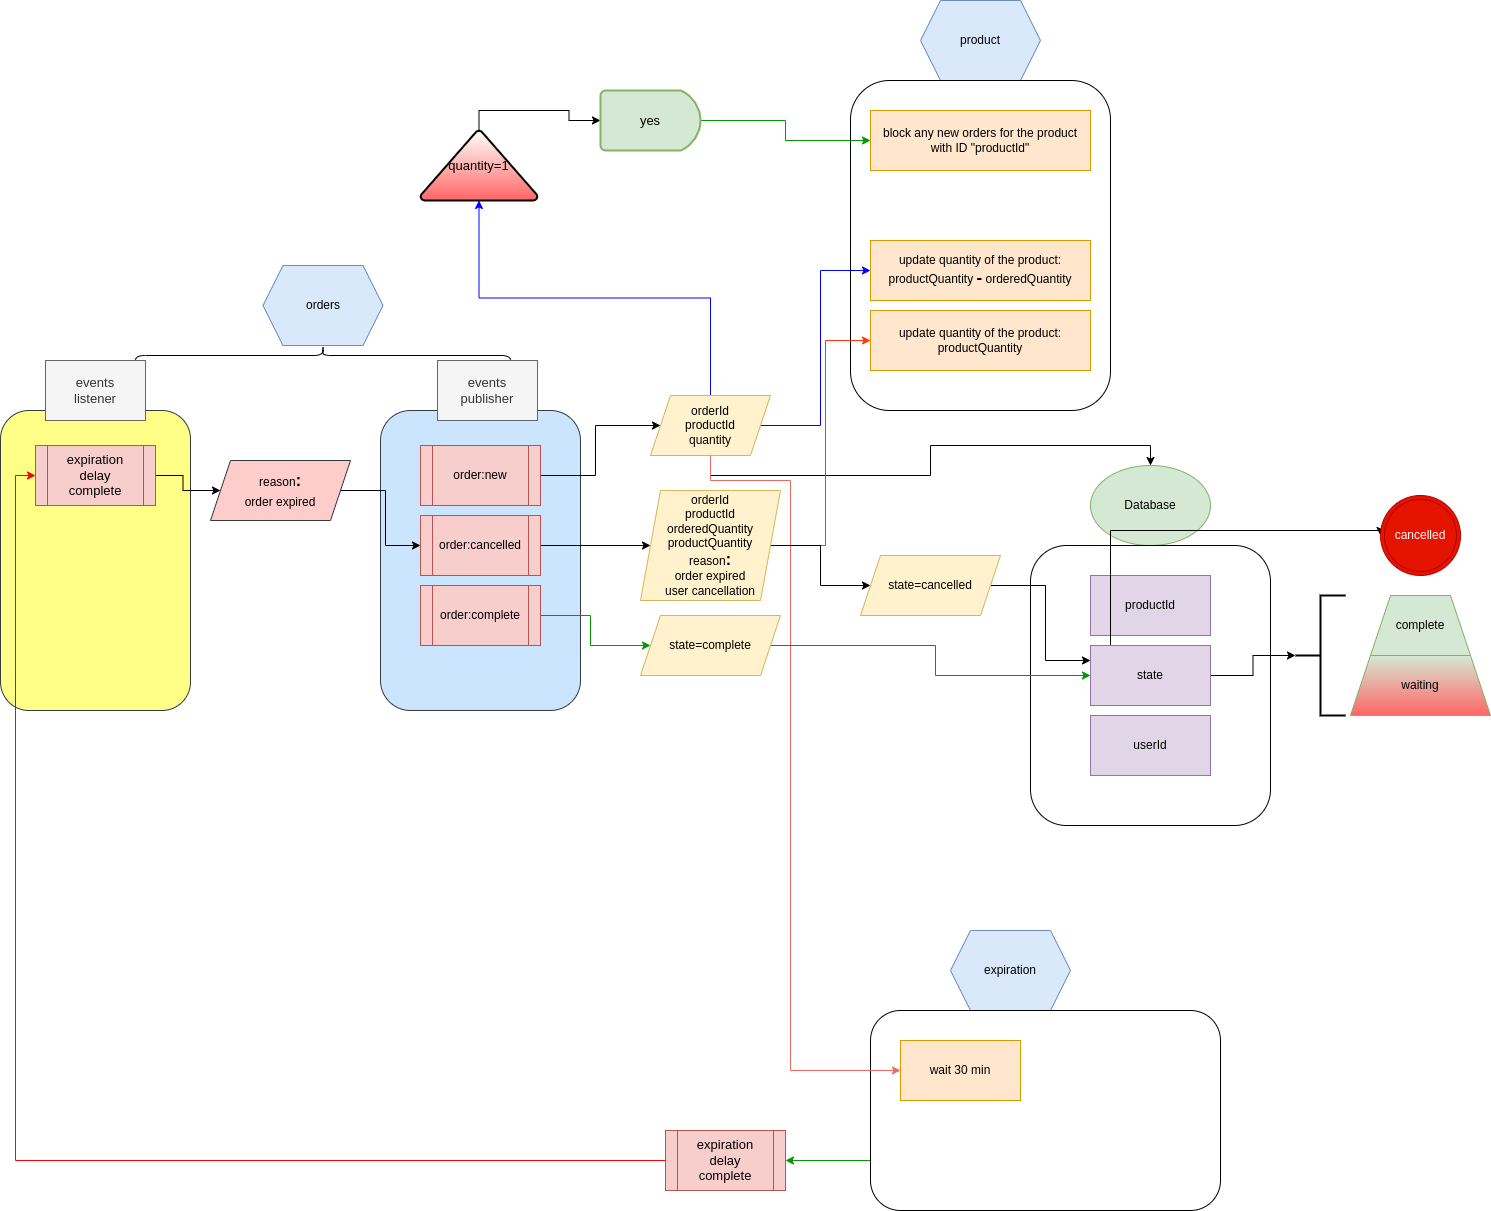 product
yes
block any new orders for the product
with ID "productId"
quantity=1
update quantity of the product:
productQuantity - orderedQuantity
orders
update quantity of the product:
productQuantity
events
listener
events
publisher
orderId
productId
quantity
expiration
delay
complete
reason:
order expired
order:new
orderId
productId
orderedQuantity
productQuantity
reason:
order expired
user cancellation
Database
cancelled
order:cancelled
state=cancelled
productId
order:complete
state=complete
complete
state
waiting
userId
expiration
wait 30 min
expiration
delay
complete